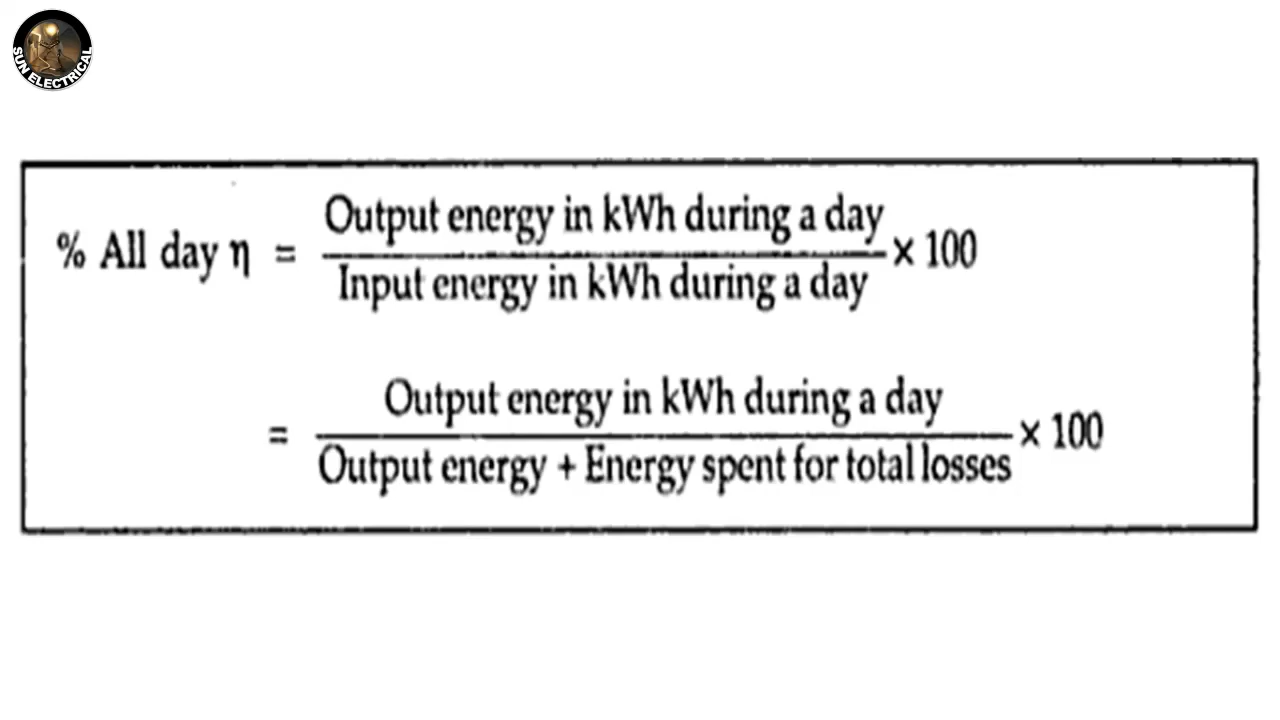 SUN ELECTRICAL
% All day η = Output energy in kWh during a day / Input energy in kWh during a day × 100
= Output energy in kWh during a day / Output energy + Energy spent for total losses × 100